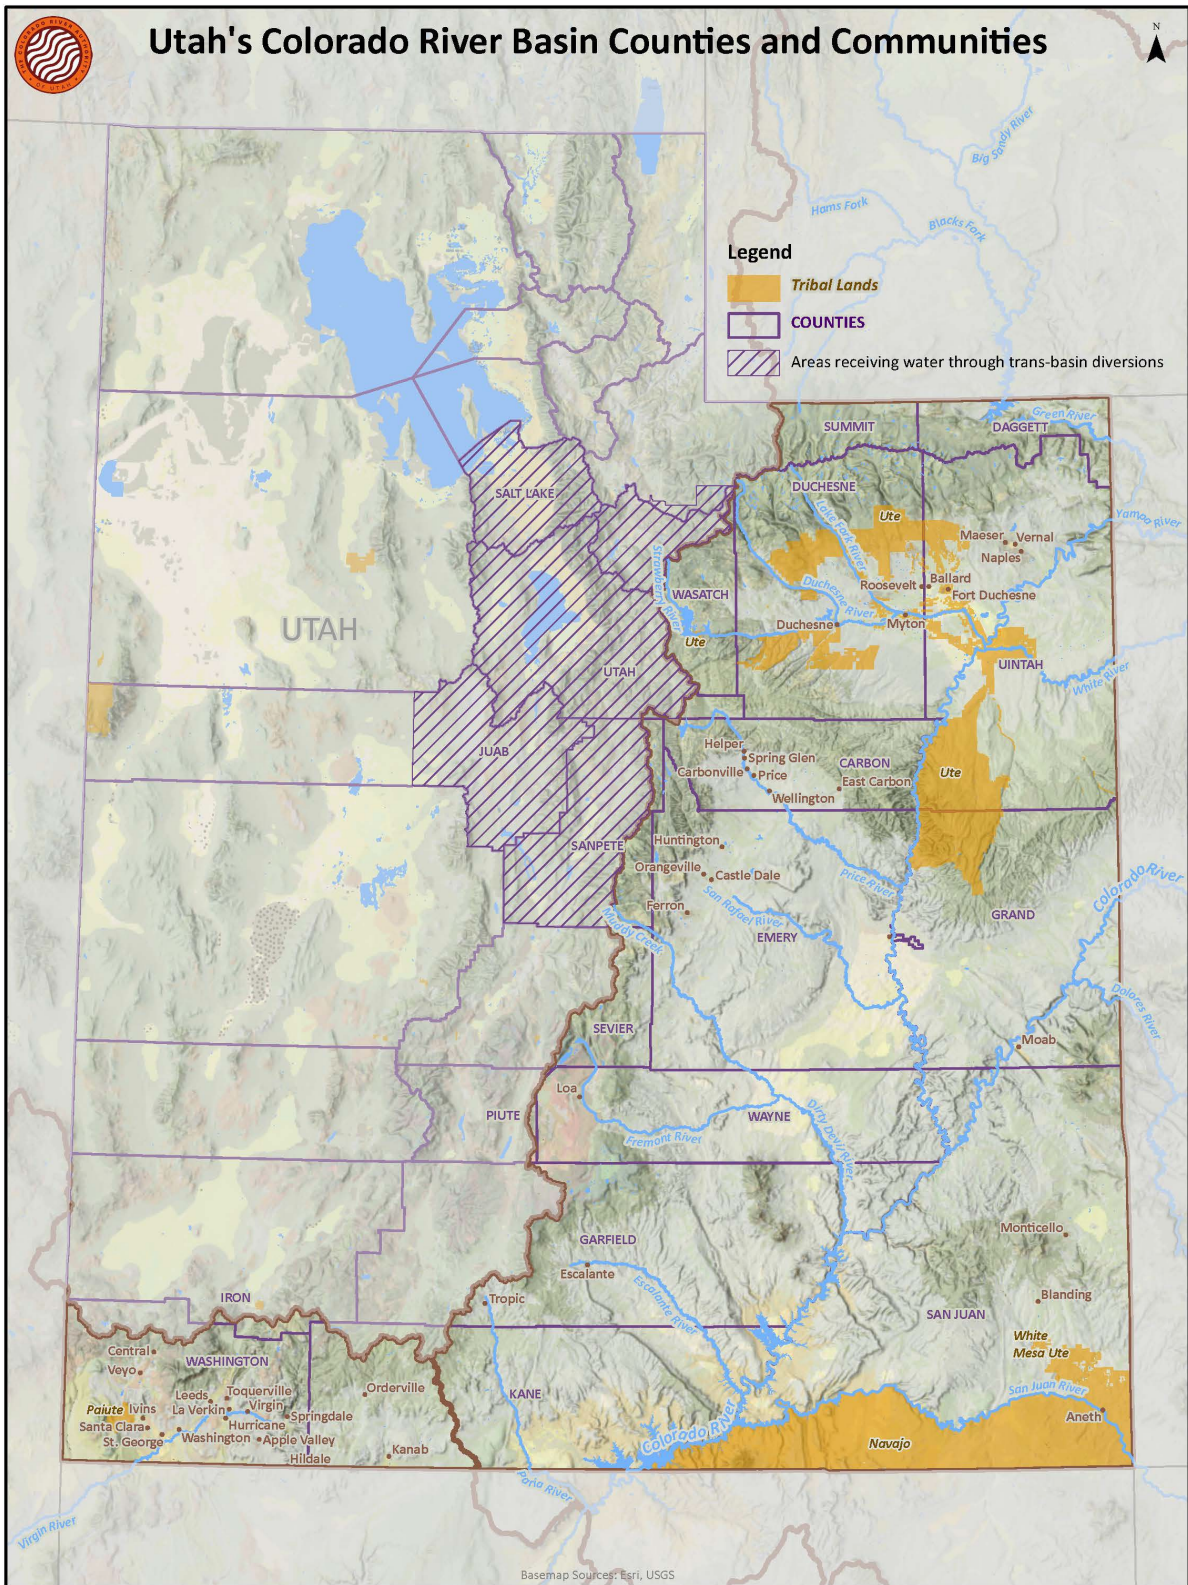 Utah's Colorado River Basin Counties and Communities
THE COLORADO RIVER AUTHORITY
OF UTAH
N
Big Sandy River
Hams Fork
Blacks Fork
Legend
Tribal Lands
COUNTIES
Areas receiving water through trans-basin diversions
Green River
SUMMIT
DAGGETT
SALT LAKE
DUCHESNE
Lake Fork River
Ute
Yampa River
Maeser
Vernal
Naples
Strawberry River
WASATCH
Duchesne River
Roosevelt
Ballard
Fort Duchesne
UTAH
Duchesne
Myton
Ute
UINTAH
White River
UTAH
JUAB
Helper
Spring Glen
Carbonville
Price
CARBON
East Carbon
Ute
Wellington
SANPETE
Huntington
Orangeville
Castle Dale
Price River
Colorado River
San Rafael River
Ferron
Muddy Creek
EMERY
GRAND
Dolores River
SEVIER
Moab
Loa
PIUTE
WAYNE
Dirty Devil River
Fremont River
Monticello
GARFIELD
Escalante
Escalante River
Tropic
IRON
Blanding
SAN JUAN
White
Mesa Ute
Central
WASHINGTON
Veyo
Orderville
KANE
San Juan River
Leeds
Toquerville
Paiute
Ivins
La Verkin
Virgin
Springdale
Aneth
Santa Clara
Hurricane
St. George
Washington
Apple Valley
Colorado River
Navajo
Kanab
Hildale
Paria River
Virgin River
Basemap Sources: Esri, USGS